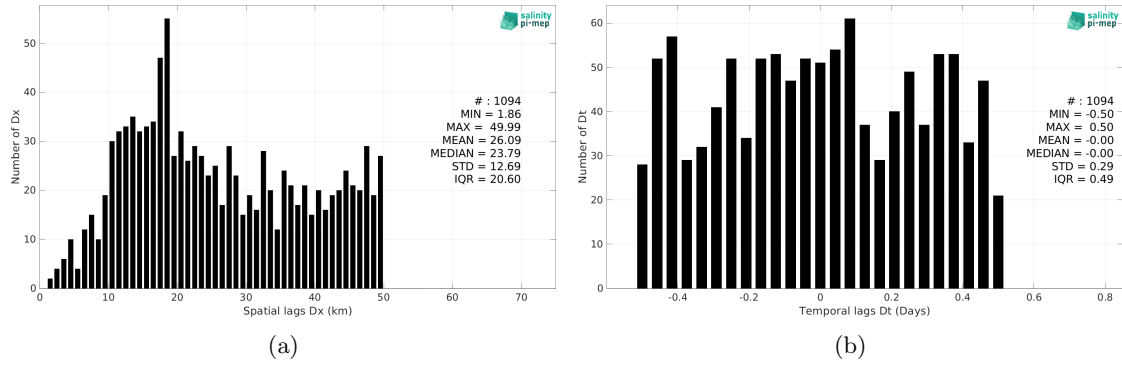 salinity
pi-mep
Number of Dx
50
40
30
20
10
0
# : 1094
MIN = 1.86
MAX = 49.99
MEAN = 26.09
MEDIAN = 23.79
STD = 12.69
IQR = 20.60
0 10 20 30 40 50 60 70
Spatial lags Dx (km)
(a)
salinity
pi-mep
Number of Dt
60
50
40
30
20
10
0
# : 1094
MIN = -0.50
MAX = 0.50
MEAN = -0.00
MEDIAN = -0.00
STD = 0.29
IQR = 0.49
-0.4 -0.2 0 0.2 0.4 0.6 0.8
Temporal lags Dt (Days)
(b)